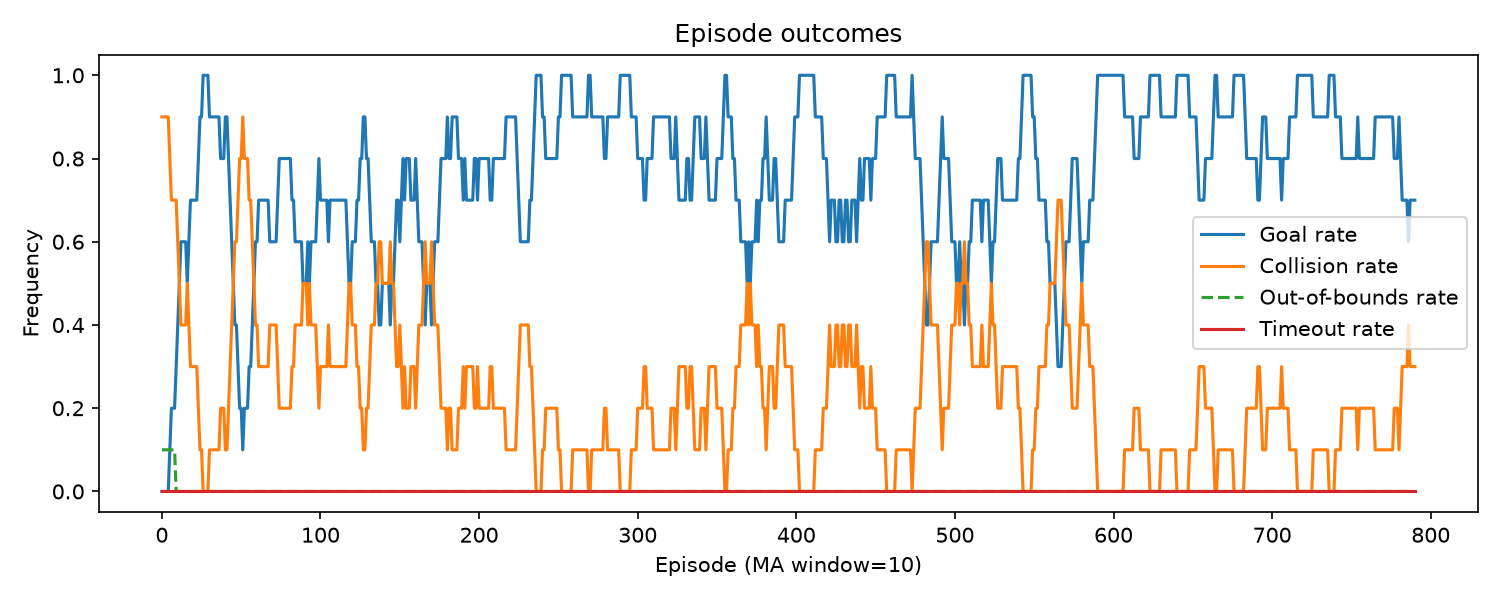 Episode outcomes
1.0
0.8
0.6
0.4
0.2
0.0
Frequency
Goal rate
Collision rate
Out-of-bounds rate
Timeout rate
0 100 200 300 400 500 600 700 800
Episode (MA window=10)